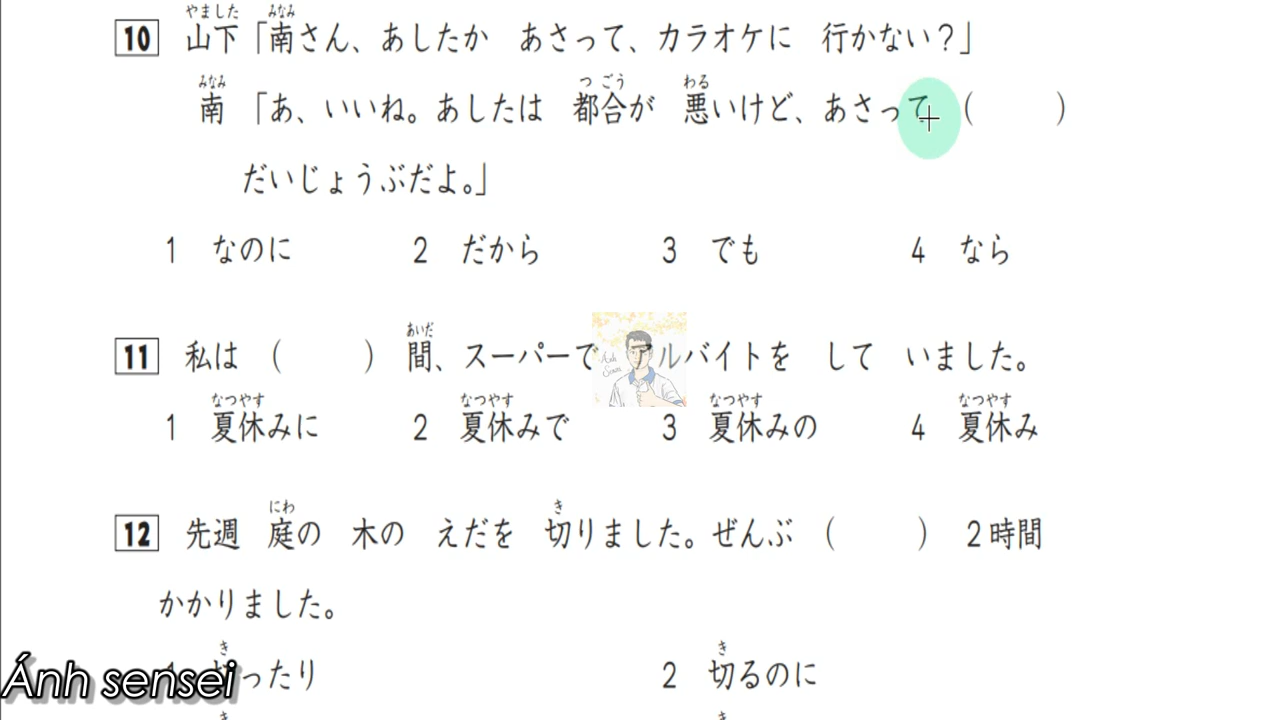 10 山下「南さん、あしたか あさって、カラオケに 行かない？」
南「あ、いいね。あしたは 都合が 悪いけど、あさって（ ）
だいじょうぶだよ。」
1 なのに 2 だから 3 でも 4 なら
11 私は （ ） 間、スーパーで アルバイトを して いました。
1 夏休みに 2 夏休みで 3 夏休みの 4 夏休み
12 先週 庭の 木の えだを 切りました。ぜんぶ （ ） 2時間
かかりました。
1 切ったり 2 切るのに
Ánh sensei